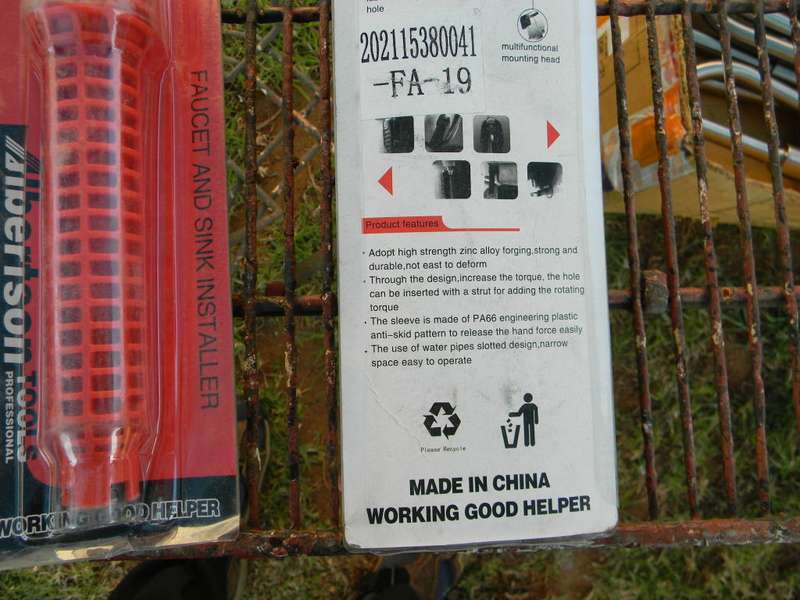 FAUCET AND SINK INSTALLER
Albertson TOOLS
PROFESSIONAL
WORKING GOOD HELPER
hole
202115380041
-FA-19
multifunctional
mounting head
Product features
· Adopt high strength zinc alloy forging,strong and
durable,not east to deform
· Through the design,increase the torque, the hole
can be inserted with a strut for adding the rotating
torque
· The sleeve is made of PA66 engineering plastic
anti-skid pattern to release the hand force easily
· The use of water pipes slotted design,narrow
space easy to operate
Please Recycle
MADE IN CHINA
WORKING GOOD HELPER